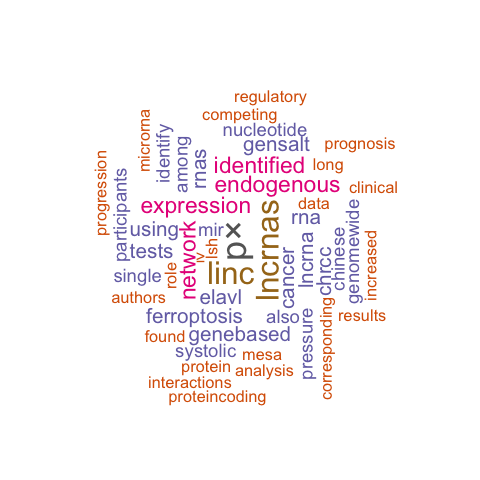 regulatory
competing
nucleotide
gensalt
prognosis
microrna
identify
among
rnas
identified
long
endogenous
clinical
progression
participants
expression
data
rna
using
network
mir
p×
lncrnas
tests
lsh
iv
linc
cancer
lncrna
chrcc
chinese
genomewide
increased
single
role
authors
elavl
ferroptosis
also
pressure
corresponding
results
found
genebased
systolic
mesa
protein
analysis
interactions
proteincoding